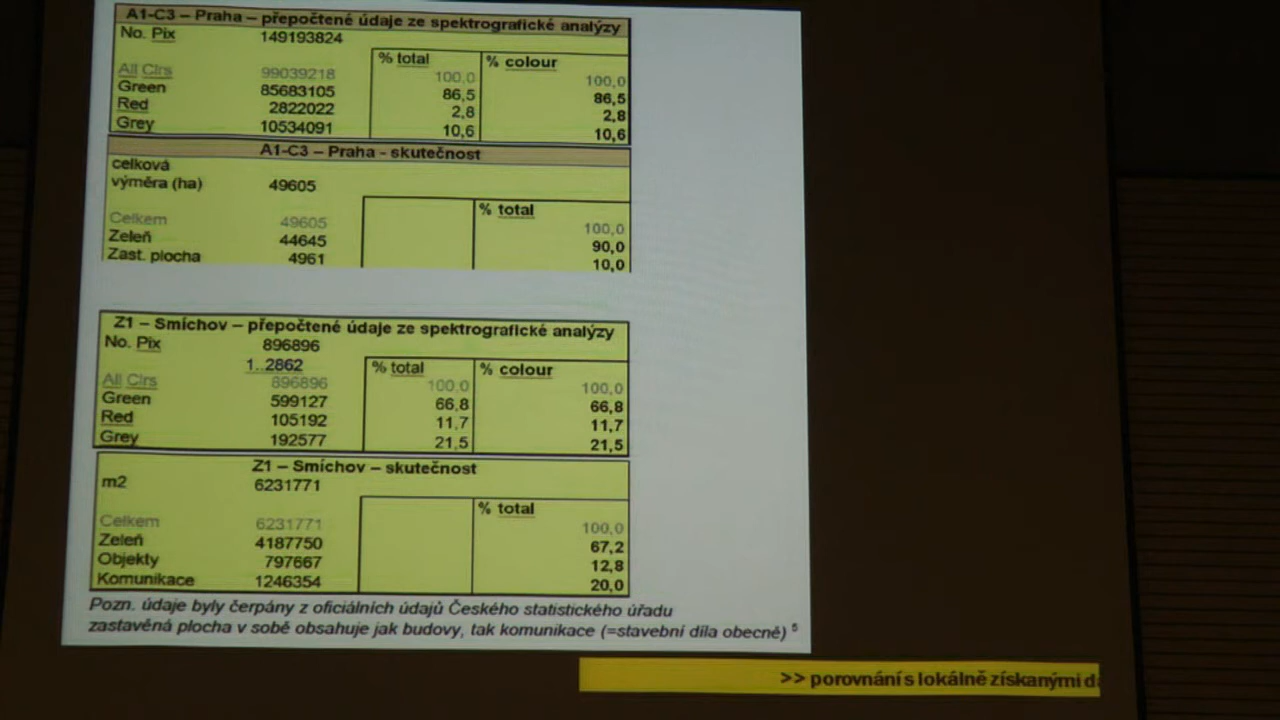 A1-C3 – Praha – přepočtené údaje ze spektrografické analýzy
No. Pix 149193824
% total % colour
All Clrs 99039218 100,0 100,0
Green 85683105 86,5 86,5
Red 2822022 2,8 2,8
Grey 10534091 10,6 10,6
A1-C3 – Praha - skutečnost
celková
výměra (ha) 49605
% total
Celkem 49605 100,0
Zeleň 44645 90,0
Zast. plocha 4961 10,0
Z1 – Smíchov – přepočtené údaje ze spektrografické analýzy
No. Pix 896896
1..2862 % total % colour
All Clrs 896896 100,0 100,0
Green 599127 66,8 66,8
Red 105192 11,7 11,7
Grey 192577 21,5 21,5
Z1 – Smíchov – skutečnost
m2 6231771
% total
Celkem 6231771 100,0
Zeleň 4187750 67,2
Objekty 797667 12,8
Komunikace 1246354 20,0
Pozn. údaje byly čerpány z oficiálních údajů Českého statistického úřadu
zastavěná plocha v sobě obsahuje jak budovy, tak komunikace (=stavební díla obecně)
>> porovnání s lokálně získanými